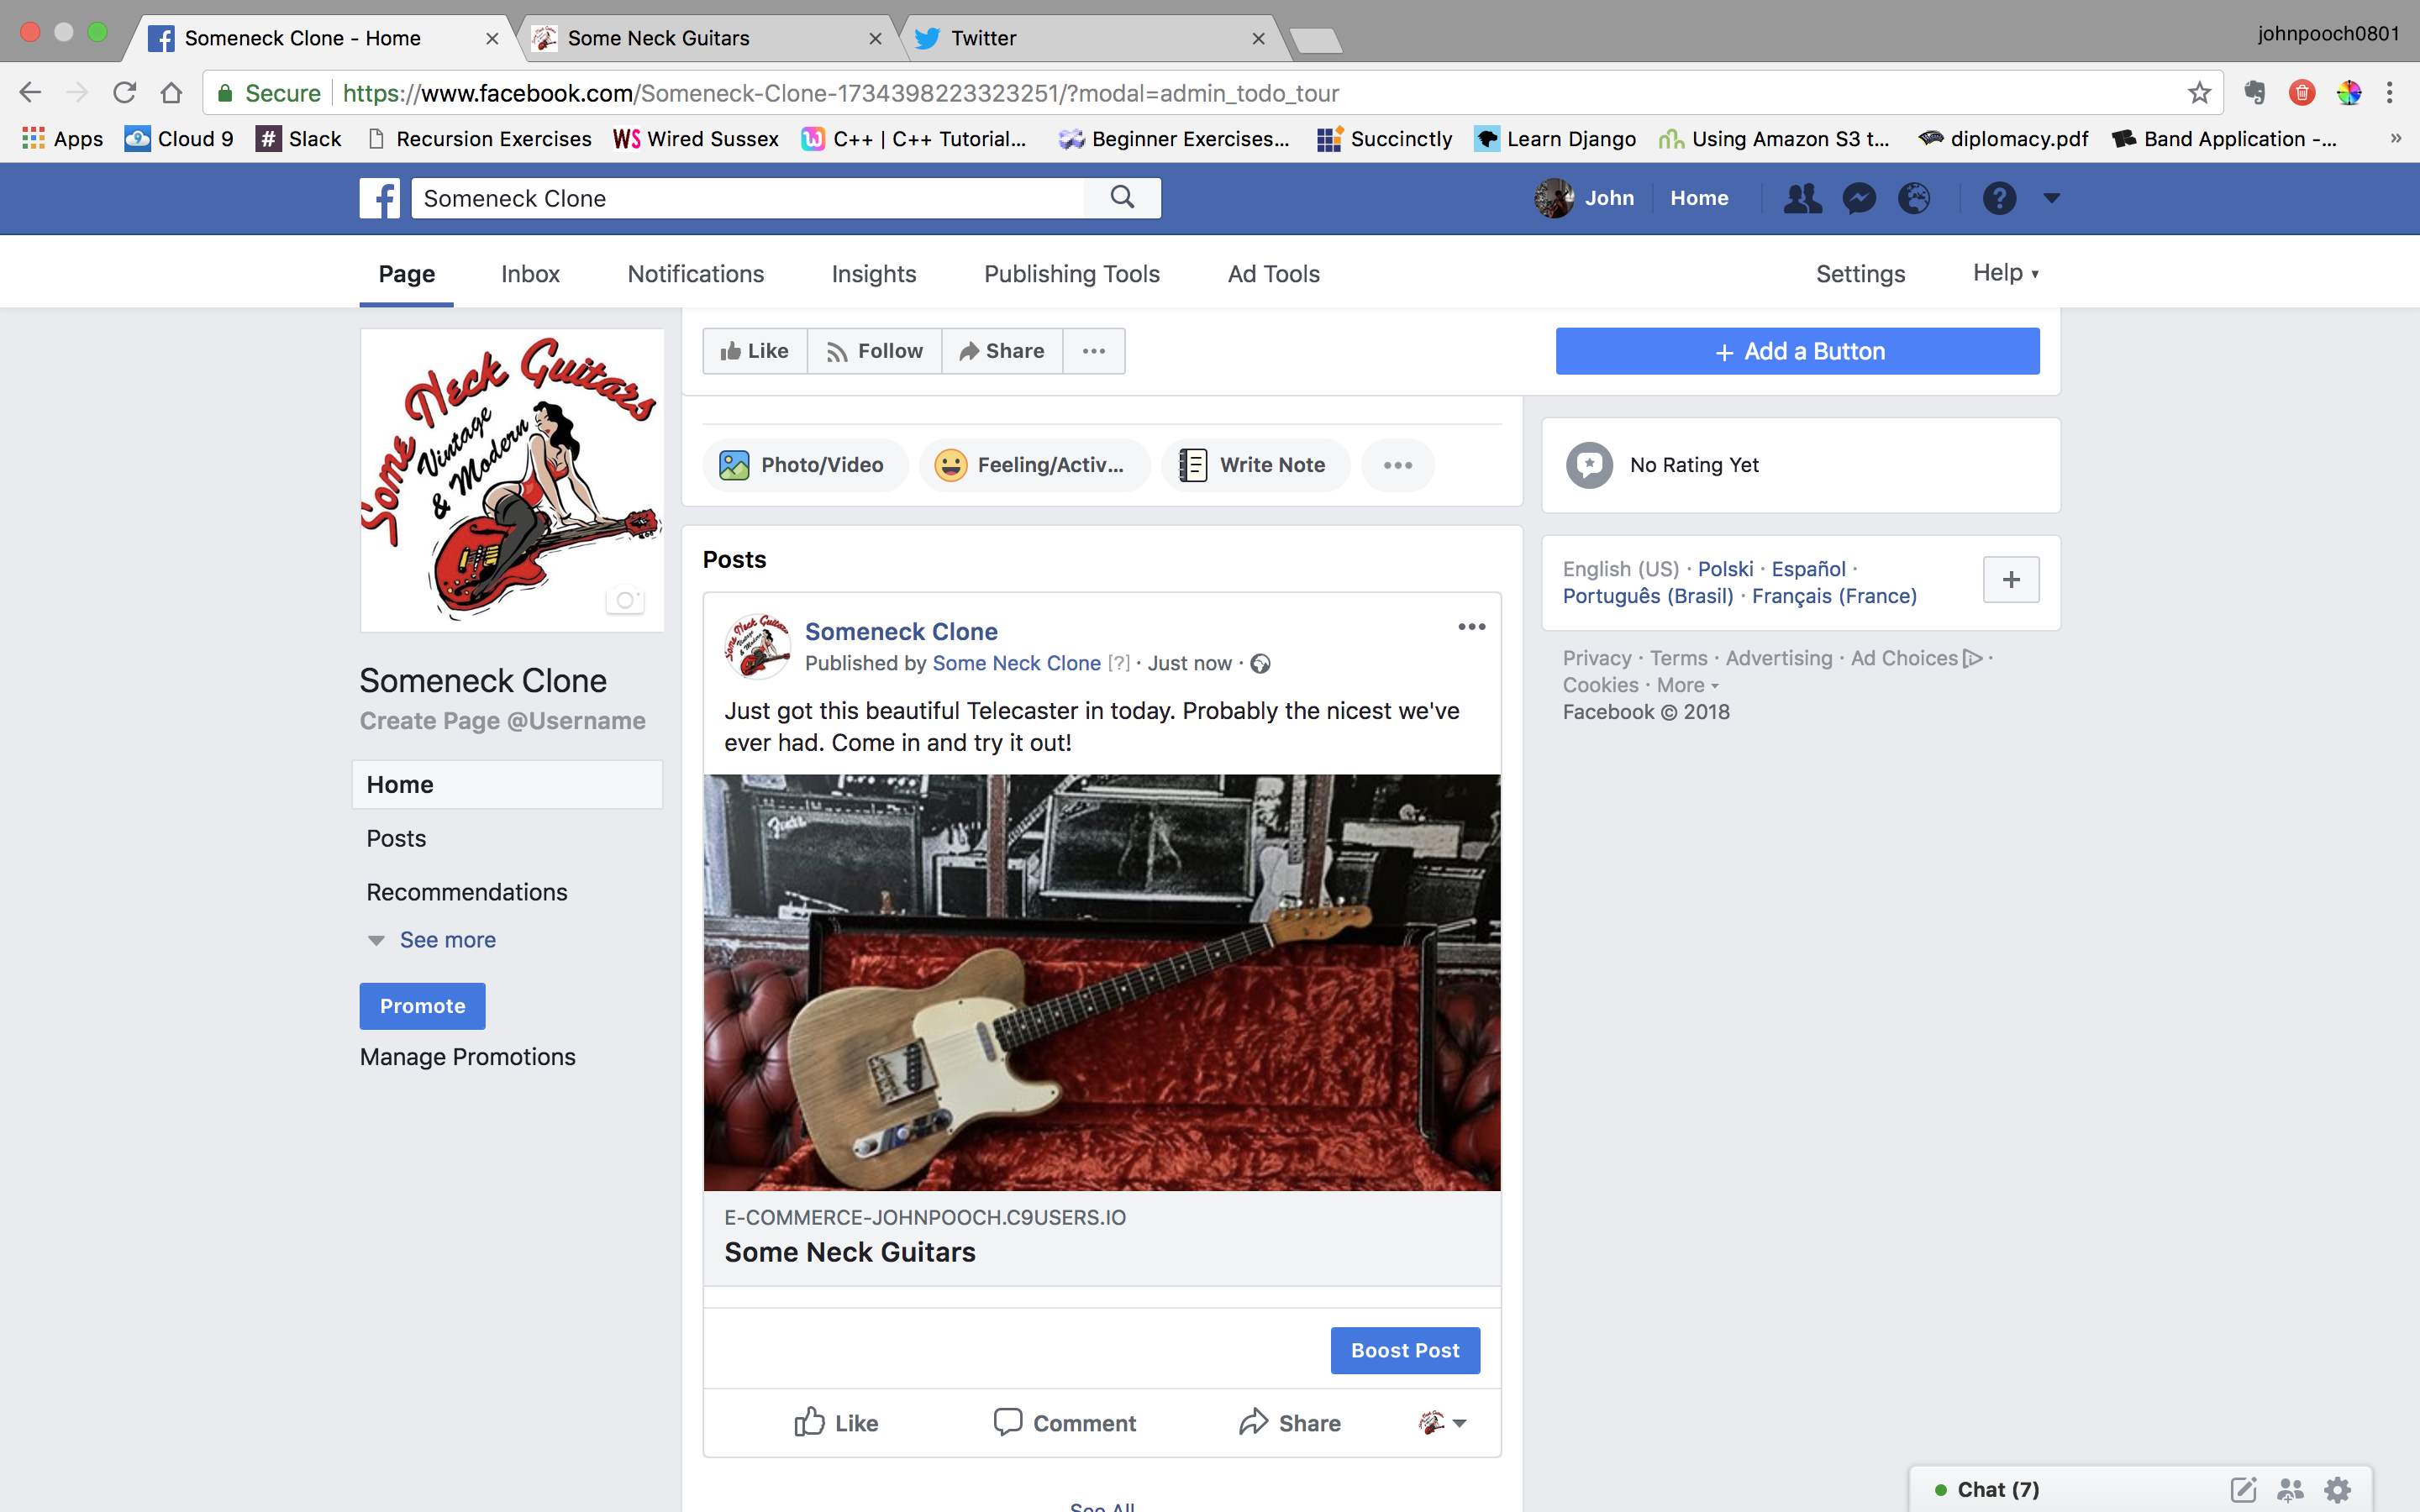 Someneck Clone - Home
Some Neck Guitars
Twitter
johnpooch0801
Secure
https://www.facebook.com/Someneck-Clone-1734398223323251/?modal=admin_todo_tour
Apps
Cloud 9
# Slack
Recursion Exercises
WS Wired Sussex
C++ | C++ Tutorial...
Beginner Exercises...
Succinctly
Learn Django
Using Amazon S3 t...
diplomacy.pdf
Band Application -...
»
Someneck Clone
John
Home
Page
Inbox
Notifications
Insights
Publishing Tools
Ad Tools
Settings
Help
Some Neck Guitars
Vintage
& Modern
Like
Follow
Share
+ Add a Button
Photo/Video
Feeling/Activ...
Write Note
No Rating Yet
Posts
English (US) · Polski · Español ·
Português (Brasil) · Français (France)
+
Someneck Clone
Published by Some Neck Clone [?] · Just now ·
Privacy · Terms · Advertising · Ad Choices ·
Cookies · More
Facebook © 2018
Someneck Clone
Create Page @Username
Just got this beautiful Telecaster in today. Probably the nicest we've
ever had. Come in and try it out!
Home
Posts
Recommendations
See more
Promote
Manage Promotions
Fender
E-COMMERCE-JOHNPOOCH.C9USERS.IO
Some Neck Guitars
Boost Post
Like
Comment
Share
See All
Chat (7)